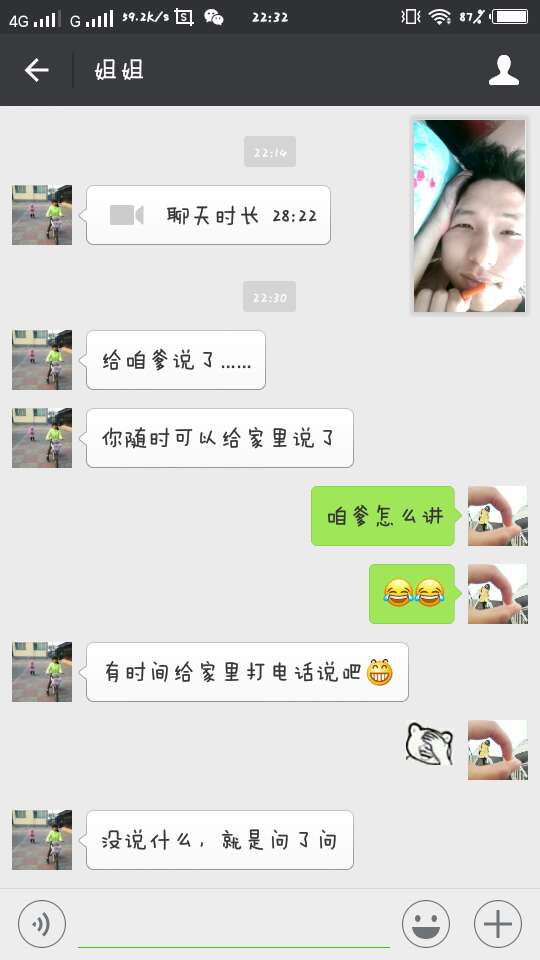 4G G 59.2k/s S 22:32 87%
姐姐
22:14
聊天时长 28:22
22:30
给咱爹说了......
你随时可以给家里说了
咱爹怎么讲
😂😂
有时间给家里打电话说吧😁
没说什么，就是问了问